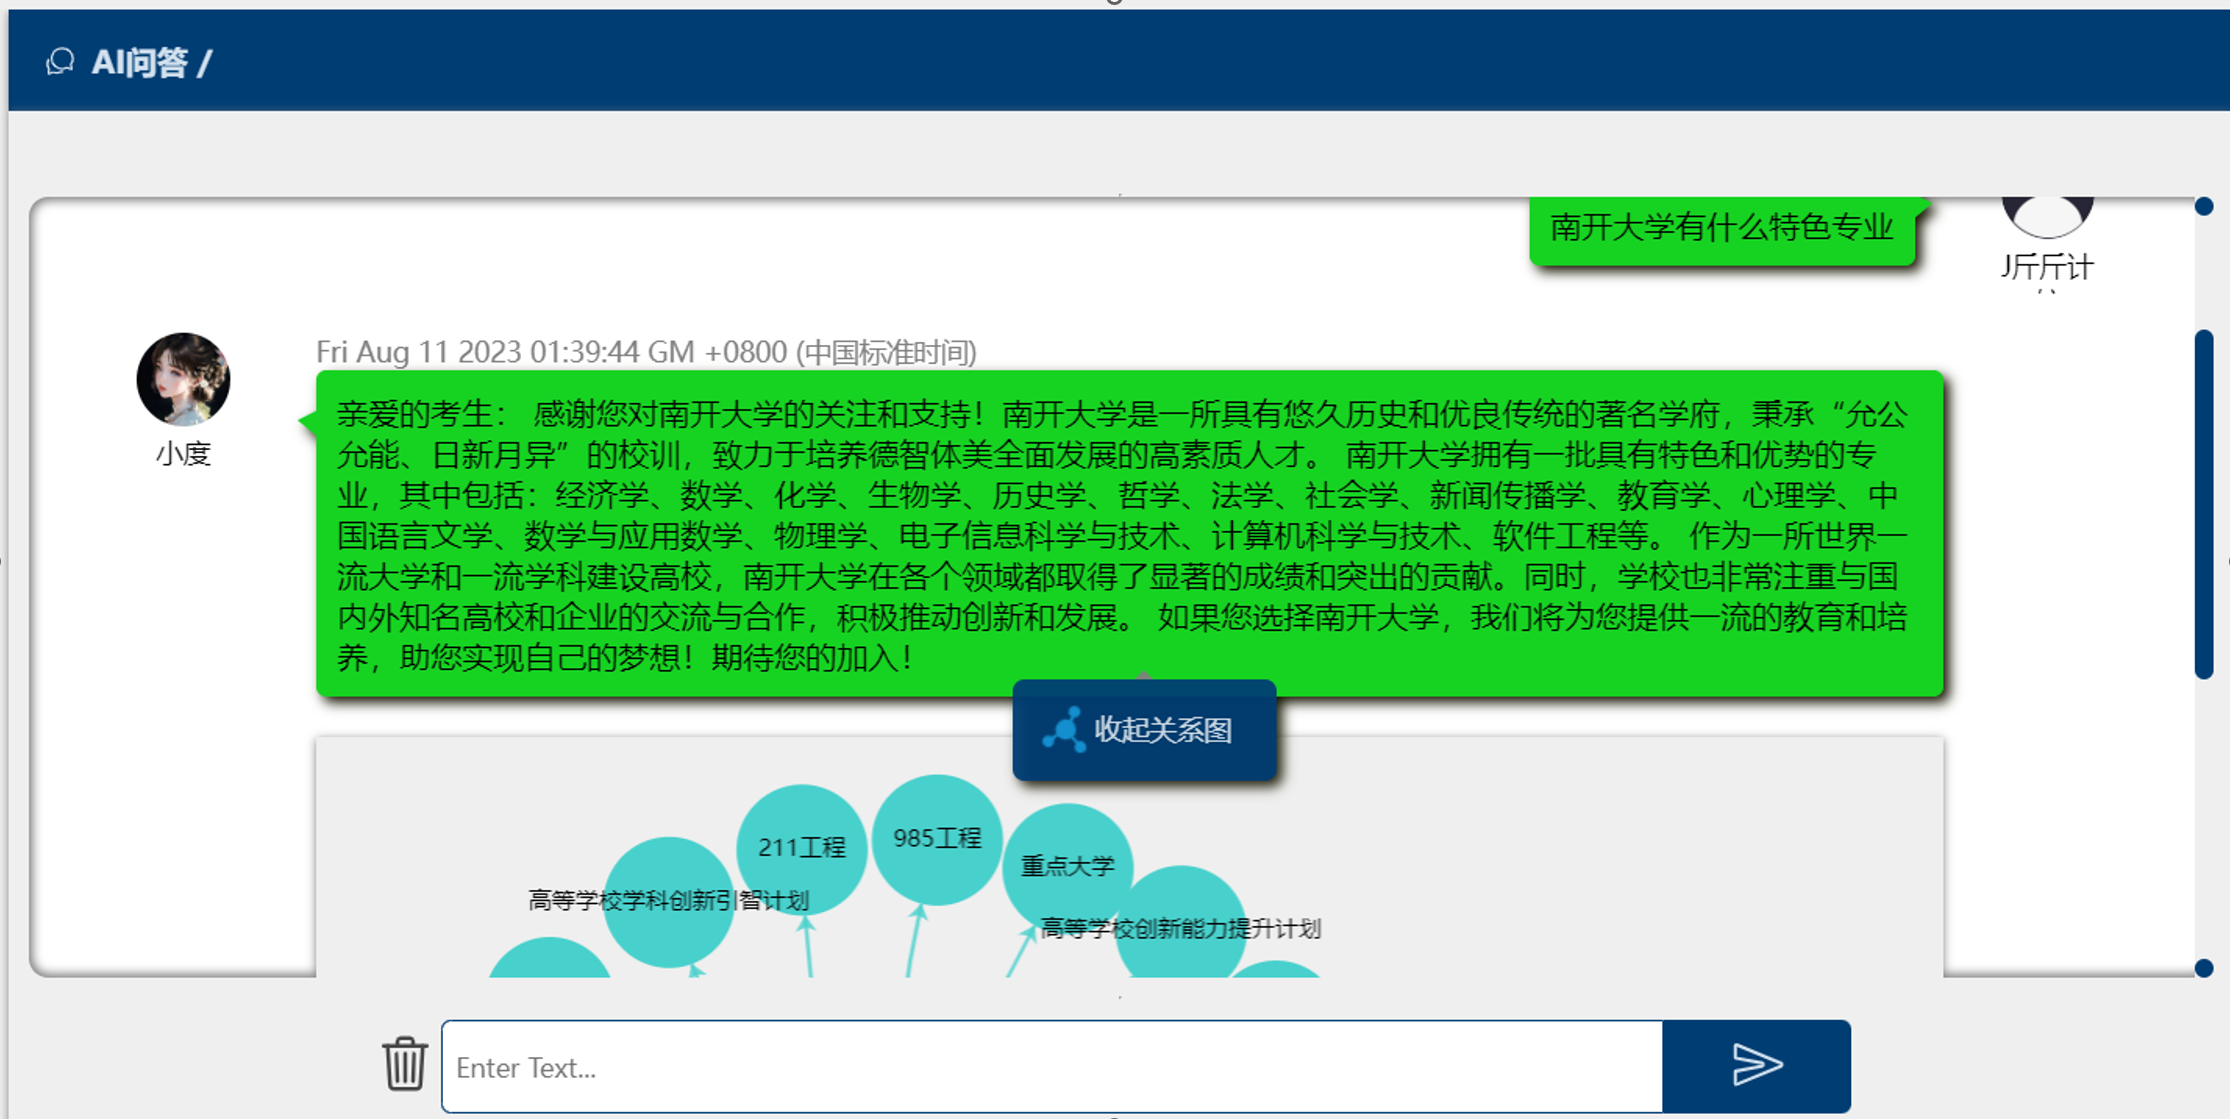 AI问答 /
南开大学有什么特色专业
J斤斤计
Fri Aug 11 2023 01:39:44 GM +0800 (中国标准时间)
小度
亲爱的考生： 感谢您对南开大学的关注和支持！南开大学是一所具有悠久历史和优良传统的著名学府，秉承“允公
允能、日新月异”的校训，致力于培养德智体美全面发展的高素质人才。 南开大学拥有一批具有特色和优势的专
业，其中包括：经济学、数学、化学、生物学、历史学、哲学、法学、社会学、新闻传播学、教育学、心理学、中
国语言文学、数学与应用数学、物理学、电子信息科学与技术、计算机科学与技术、软件工程等。 作为一所世界一
流大学和一流学科建设高校，南开大学在各个领域都取得了显著的成绩和突出的贡献。同时，学校也非常注重与国
内外知名高校和企业的交流与合作，积极推动创新和发展。 如果您选择南开大学，我们将为您提供一流的教育和培
养，助您实现自己的梦想！期待您的加入！
收起关系图
211工程
985工程
重点大学
高等学校学科创新引智计划
高等学校创新能力提升计划
Enter Text...